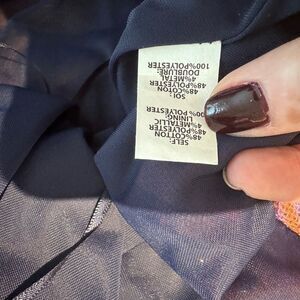 SELF:
48%COTTON
48%POLYESTER
4%METALLIC
LINING:
100%POLYESTER
SOI:
48%COTON
48%POLYESTER
4%METAL
DOUBLURE:
100%POLYESTER